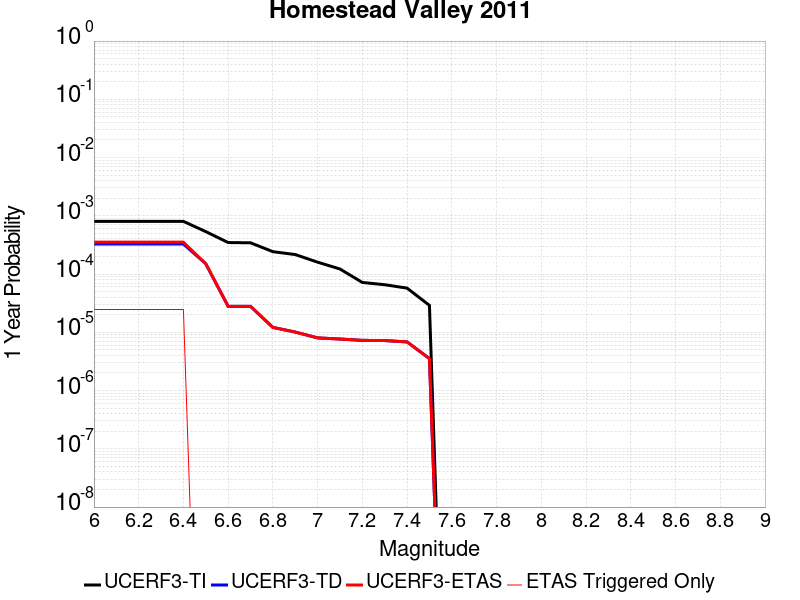 Homestead Valley 2011
10^0
10^-1
10^-2
10^-3
10^-4
10^-5
10^-6
10^-7
10^-8
1 Year Probability
6 6.2 6.4 6.6 6.8 7 7.2 7.4 7.6 7.8 8 8.2 8.4 8.6 8.8 9
Magnitude
UCERF3-TI UCERF3-TD UCERF3-ETAS ETAS Triggered Only